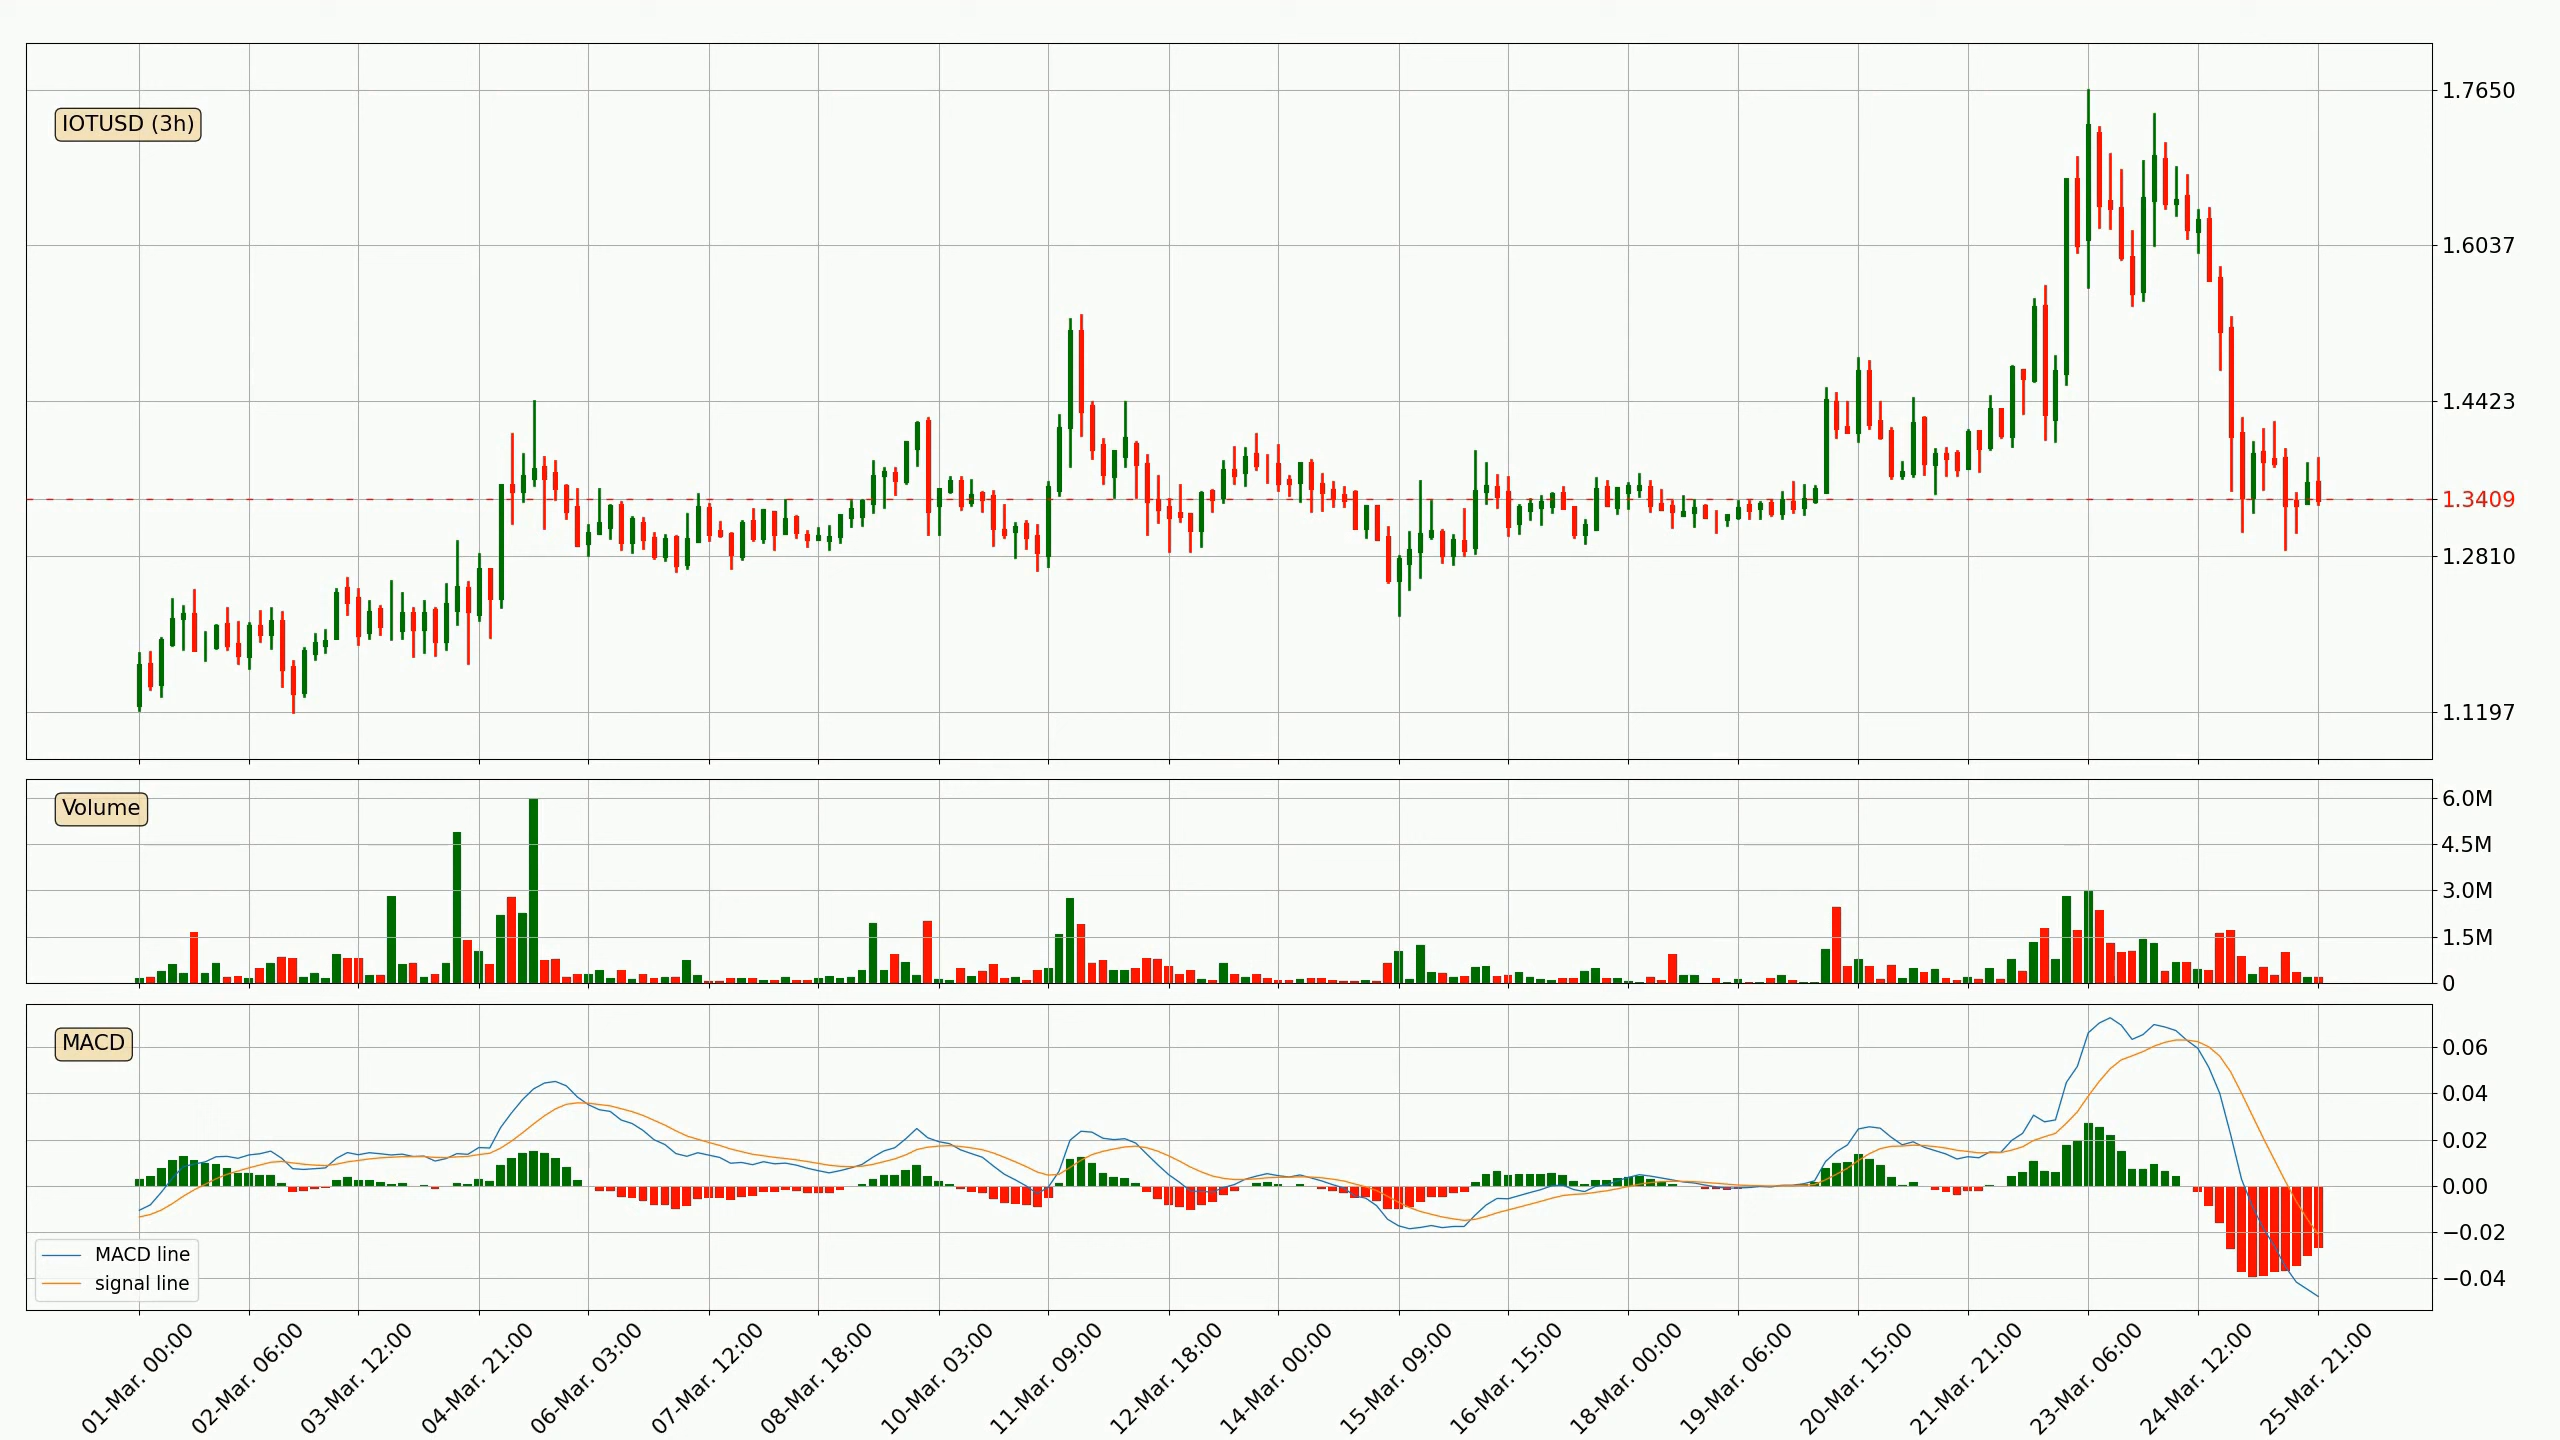 IOTUSD (3h)
1.7650
1.6037
1.4423
1.3409
1.2810
1.1197
Volume
6.0M
4.5M
3.0M
1.5M
0
MACD
0.06
0.04
0.02
0.00
−0.02
−0.04
MACD line
signal line
01-Mar. 00:00
02-Mar. 06:00
03-Mar. 12:00
04-Mar. 21:00
06-Mar. 03:00
07-Mar. 12:00
08-Mar. 18:00
10-Mar. 03:00
11-Mar. 09:00
12-Mar. 18:00
14-Mar. 00:00
15-Mar. 09:00
16-Mar. 15:00
18-Mar. 00:00
19-Mar. 06:00
20-Mar. 15:00
21-Mar. 21:00
23-Mar. 06:00
24-Mar. 12:00
25-Mar. 21:00